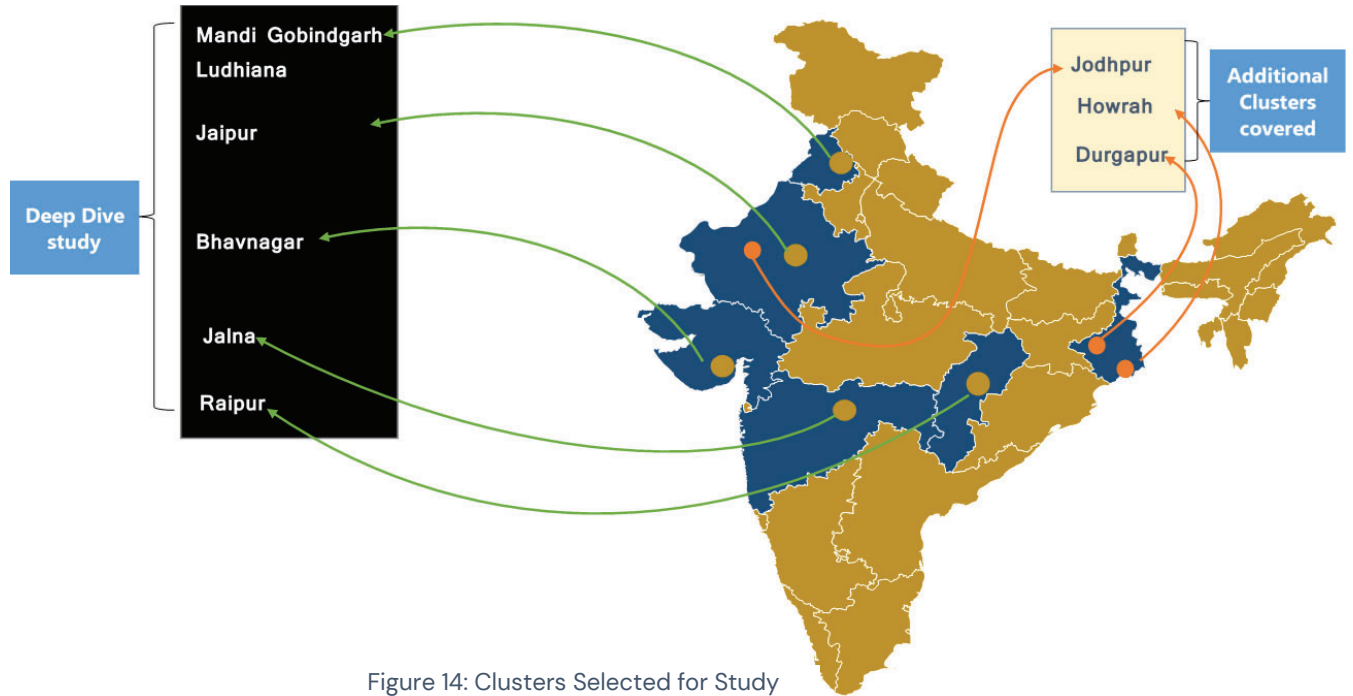 Deep Dive
study
Mandi Gobindgarh
Ludhiana
Jaipur
Bhavnagar
Jalna
Raipur
Jodhpur
Howrah
Durgapur
Additional
Clusters
covered
Figure 14: Clusters Selected for Study